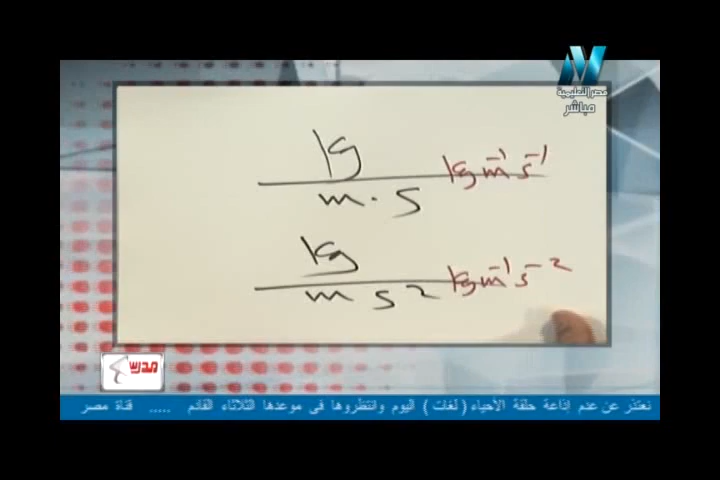 مصر التعليمية
مباشر
kg
m · s
kg m⁻¹ s⁻¹
kg
m s²
kg m⁻¹ s⁻²
مدرس
نعتذر عن عدم إذاعة حلقة الأحياء ( لغات ) اليوم وانتظروها فى موعدها الثلاثاء القادم ..... قناة مصر